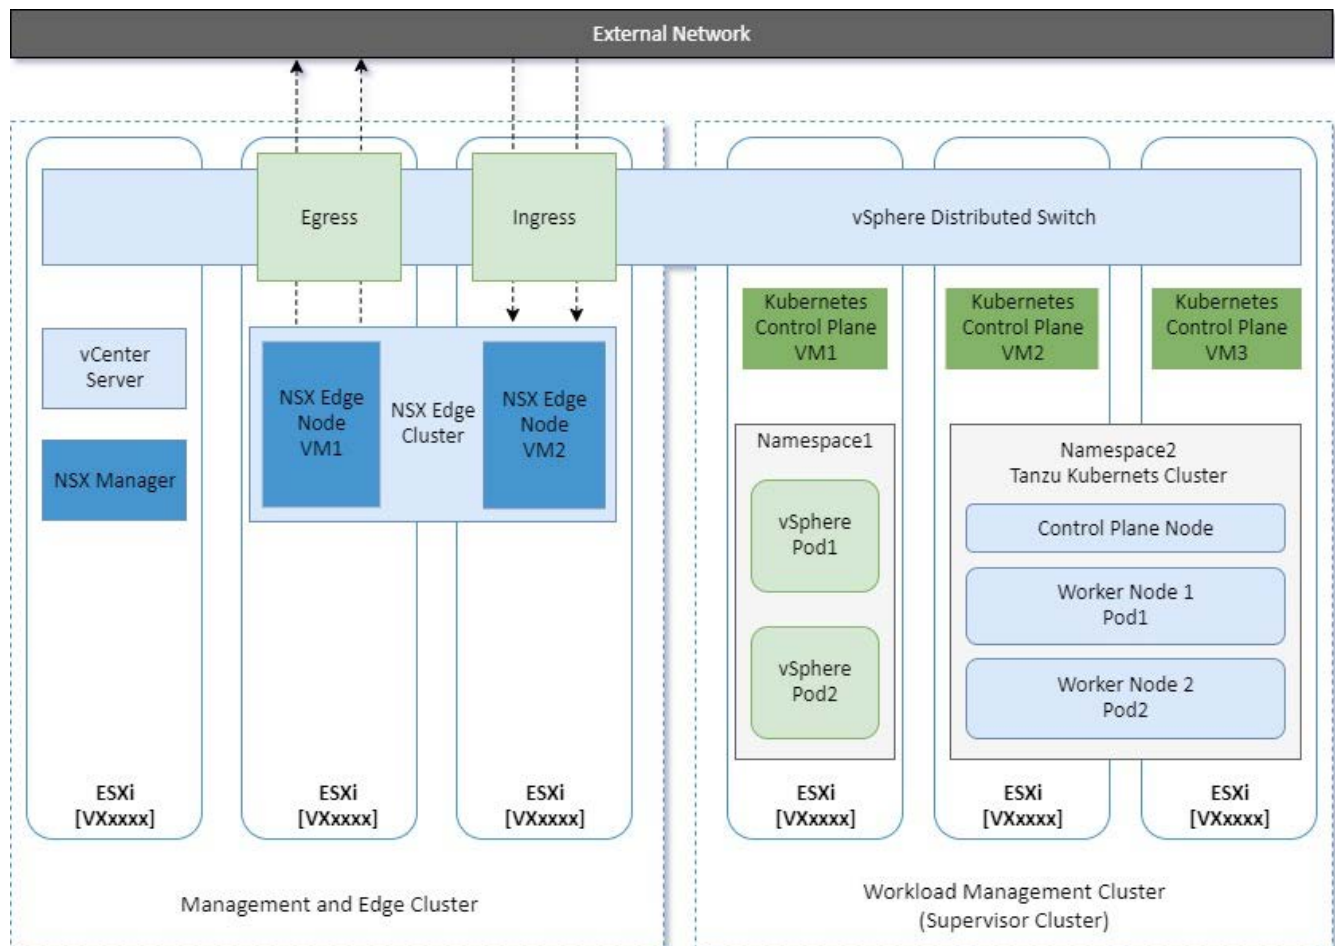 External Network
Egress
Ingress
vSphere Distributed Switch
vCenter
Server
NSX Manager
NSX Edge
Node
VM1
NSX Edge
Cluster
NSX Edge
Node
VM2
Kubernetes
Control Plane
VM1
Kubernetes
Control Plane
VM2
Kubernetes
Control Plane
VM3
Namespace1
vSphere
Pod1
vSphere
Pod2
Namespace2
Tanzu Kubernets Cluster
Control Plane Node
Worker Node 1
Pod1
Worker Node 2
Pod2
ESXi
[VXxxxx]
ESXi
[VXxxxx]
ESXi
[VXxxxx]
ESXi
[VXxxxx]
ESXi
[VXxxxx]
ESXi
[VXxxxx]
Management and Edge Cluster
Workload Management Cluster
(Supervisor Cluster)